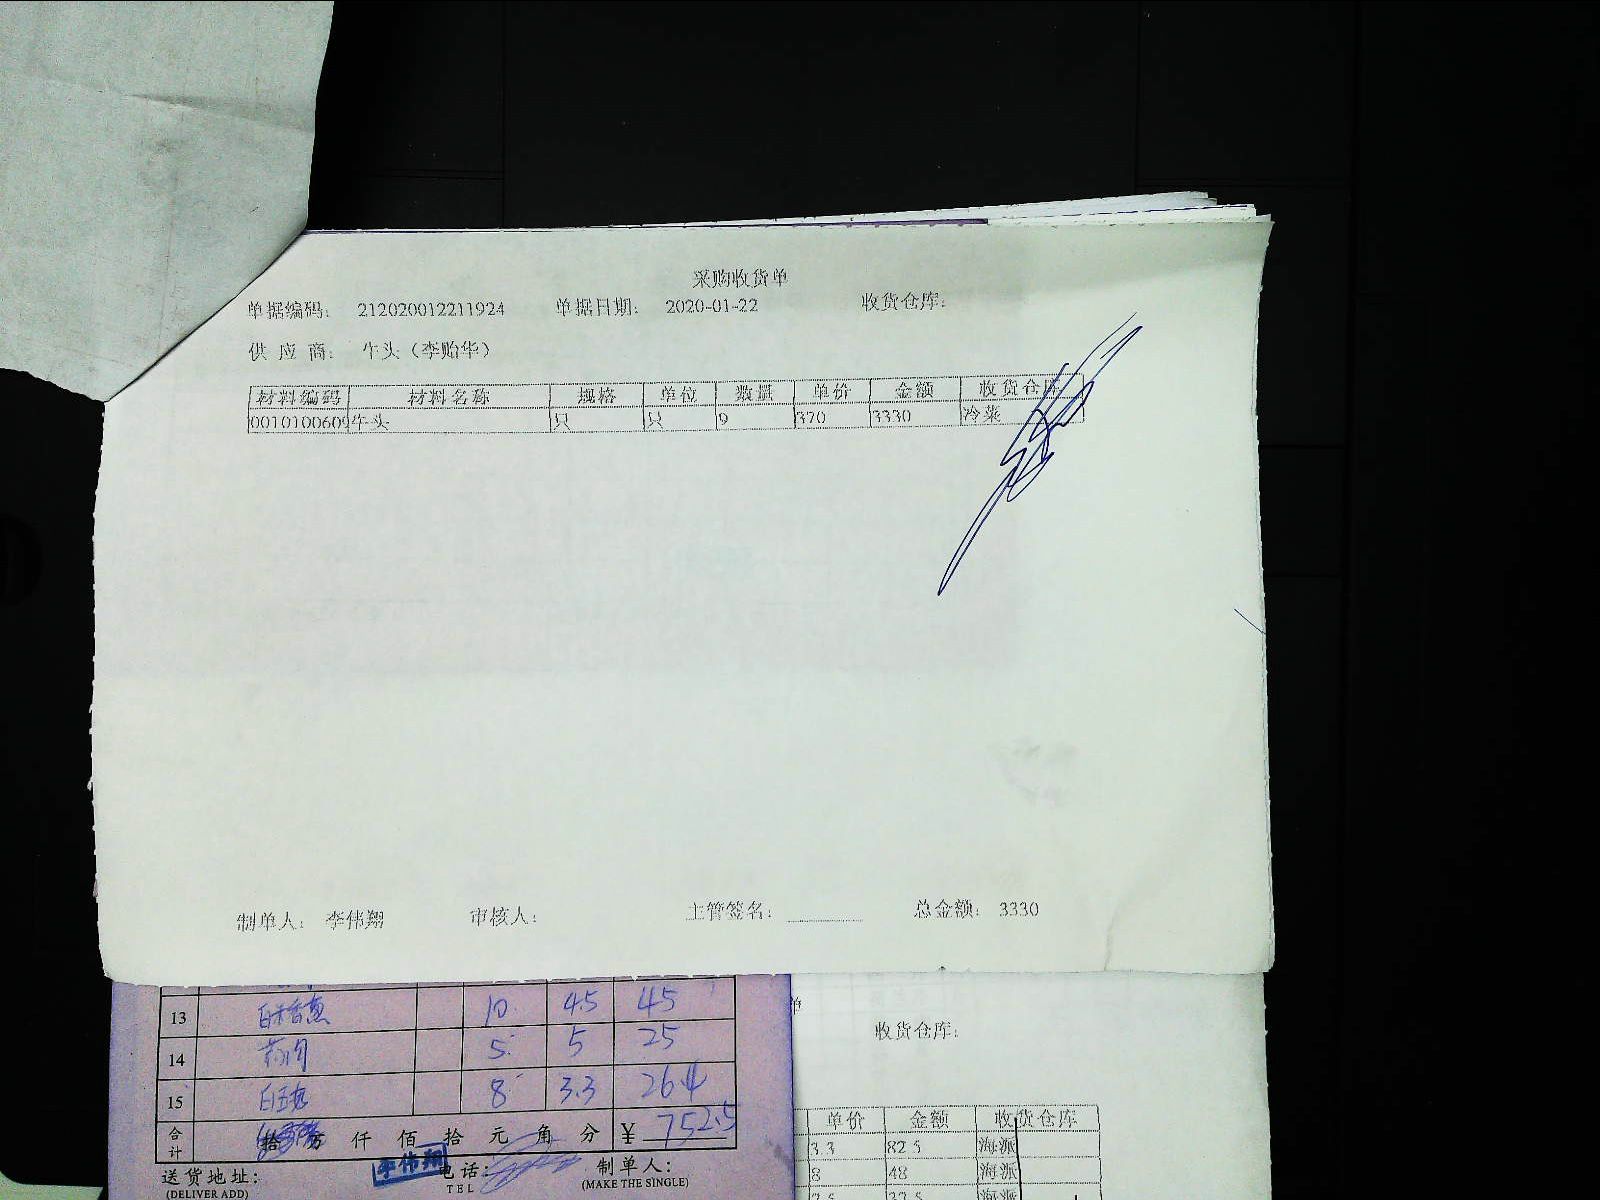 采购收货单
单据编码: 212020012211924 单据日期: 2020-01-22 收货仓库:
供 应 商: 牛头（李贻华）
材料编码 材料名称 规格 单位 数量 单价 金额 收货仓库
0010100609 牛头 只 只 9 370 3330 冷菜
制单人: 李伟翔 审核人: 主管签名: 总金额: 3330
13 10 4.5 45
14 5 5 25
15 8 3.3 26.4
合计 拾 万 仟 佰 拾 元 角 分 ¥ 752.5
送货地址: 李伟翔 电话: 制单人:
(DELIVER ADD) TEL (MAKE THE SINGLE)
单
收货仓库:
单价 金额 收货仓库
3.3 82.5 海派
8 48 海派
海派